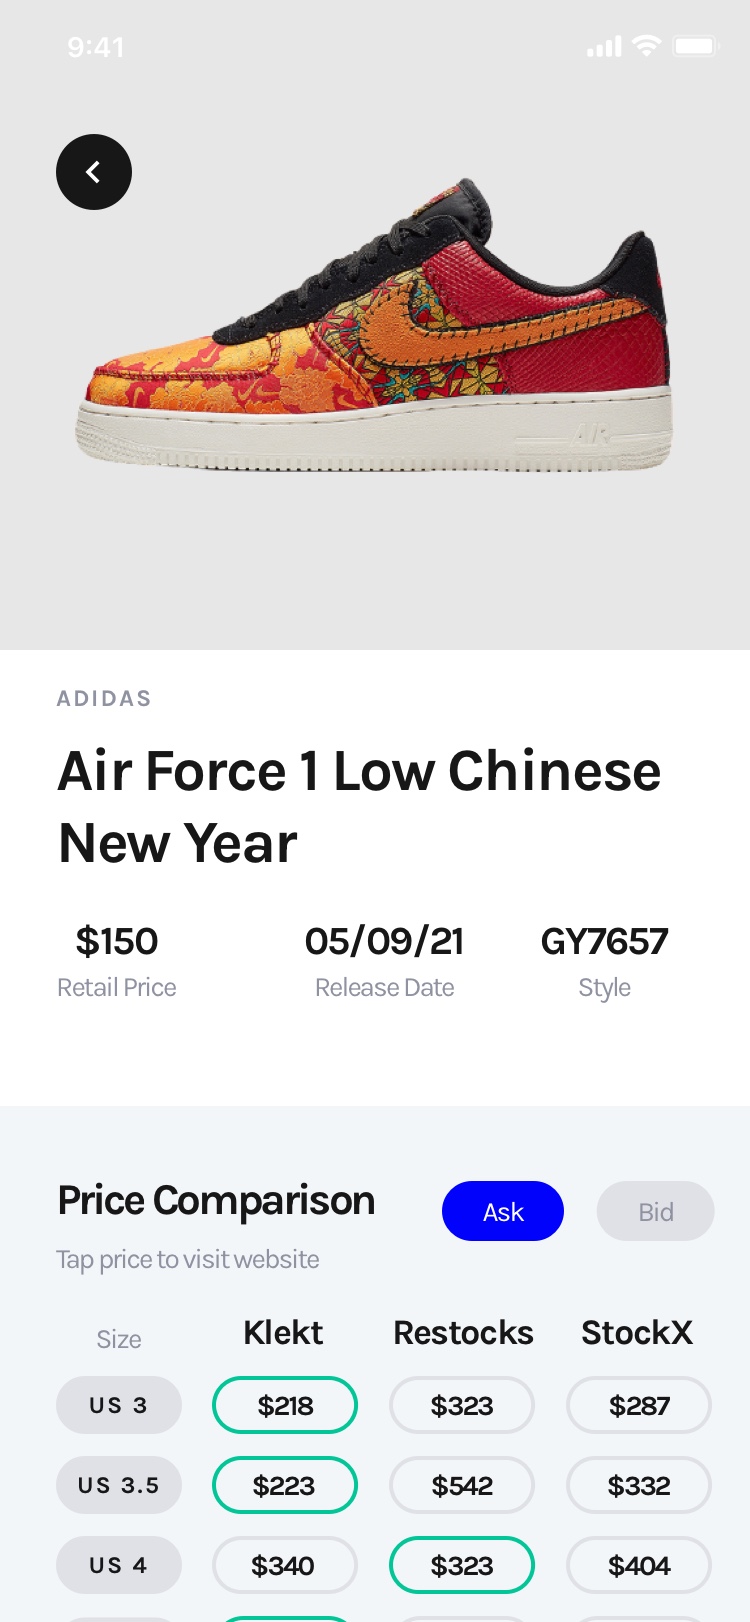 9:41
AIR
ADIDAS
Air Force 1 Low Chinese
New Year
$150 05/09/21 GY7657
Retail Price Release Date Style
Price Comparison Ask Bid
Tap price to visit website
Size Klekt Restocks StockX
US 3 $218 $323 $287
US 3.5 $223 $542 $332
US 4 $340 $323 $404